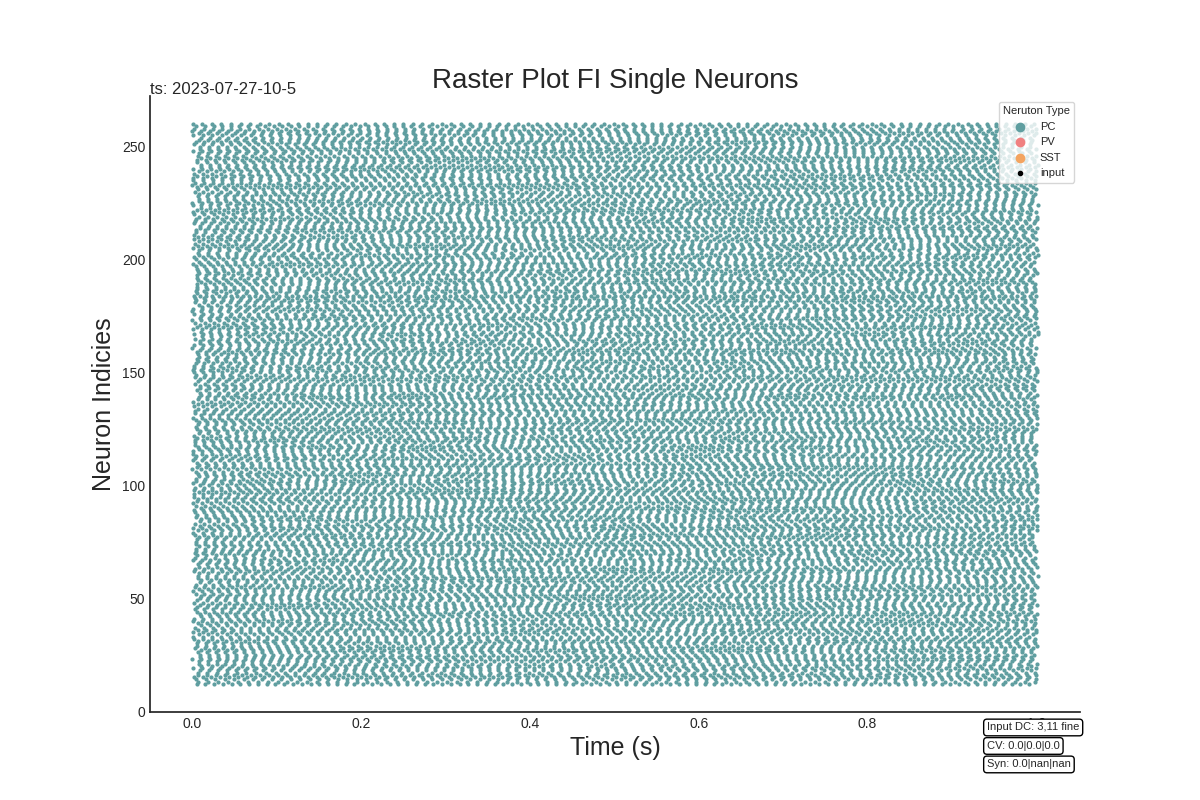 Raster Plot FI Single Neurons
ts: 2023-07-27-10-5
Neruton Type
PC
PV
SST
input
250
200
150
100
50
0
Neuron Indicies
0.0 0.2 0.4 0.6 0.8
Time (s)
Input DC: 3,11 fine
CV: 0.0|0.0|0.0
Syn: 0.0|nan|nan